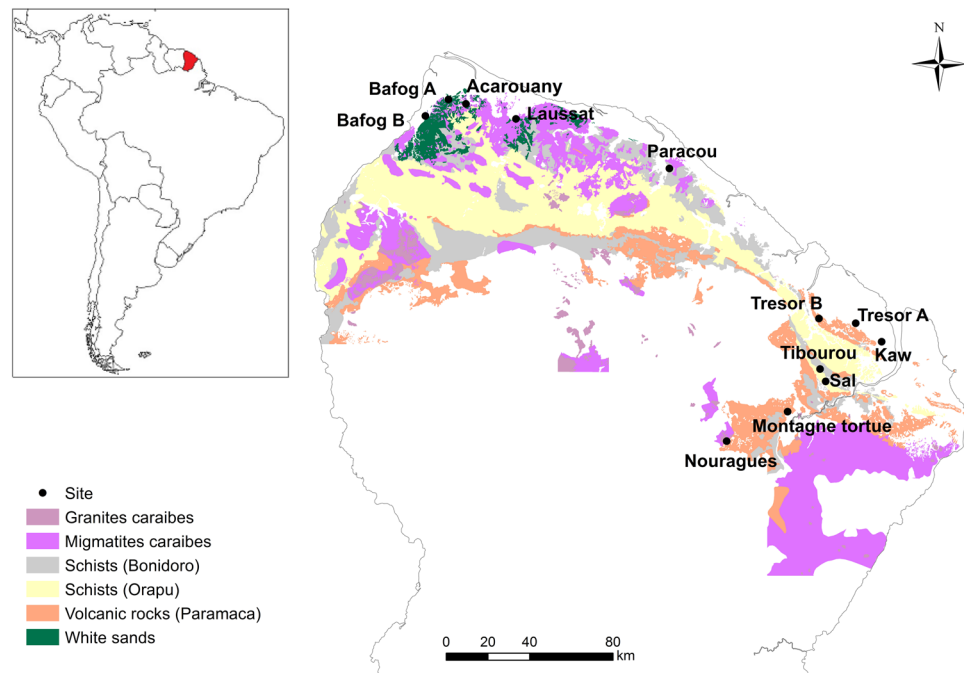 N
Bafog A
Acarouany
Bafog B
Laussat
Paracou
Tresor B
Tresor A
Kaw
Tibourou
Sal
Montagne tortue
Nouragues
Site
Granites caraibes
Migmatites caraibes
Schists (Bonidoro)
Schists (Orapu)
Volcanic rocks (Paramaca)
White sands
0 20 40 80
km